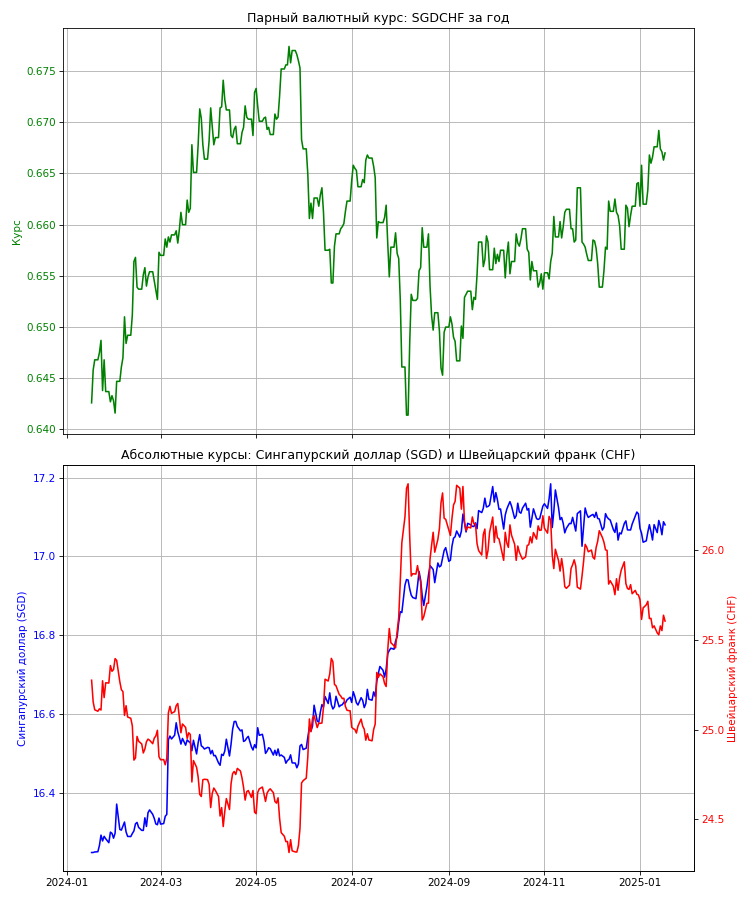 Парный валютный курс: SGDCHF за год
0.675
0.670
0.665
0.660
0.655
0.650
0.645
0.640
Курс
Абсолютные курсы: Сингапурский доллар (SGD) и Швейцарский франк (CHF)
17.2
17.0
16.8
16.6
16.4
Сингапурский доллар (SGD)
26.0
25.5
25.0
24.5
Швейцарский франк (CHF)
2024-01 2024-03 2024-05 2024-07 2024-09 2024-11 2025-01